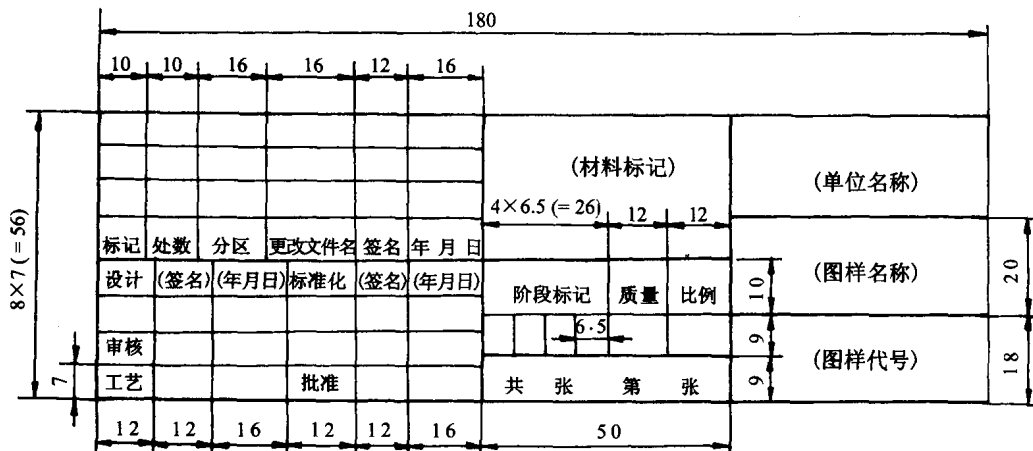 180
10 10 16 16 12 16
(材料标记)
(单位名称)
4×6.5(=26) 12 12
8×7(=56)
标记 处数 分区 更改文件名 签名 年 月 日
设计 (签名) (年月日) 标准化 (签名) (年月日)
阶段标记 质量 比例
10
(图样名称)
20
6·5
9
审核
(图样代号)
18
7
工艺 批准
共 张 第 张
9
12 12 16 12 12 16 50